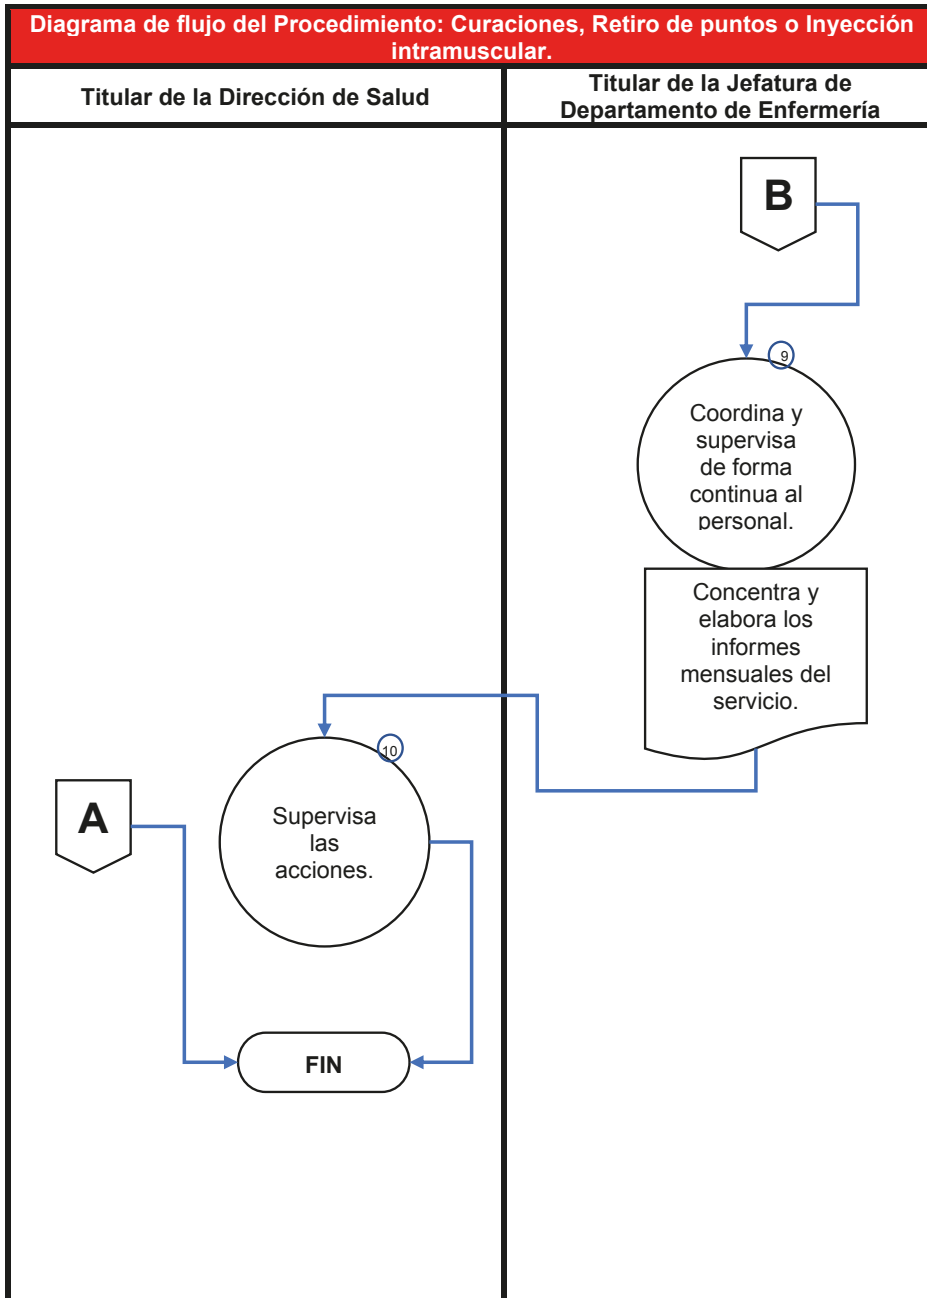 Diagrama de flujo del Procedimiento: Curaciones, Retiro de puntos o Inyección
intramuscular.
Titular de la Dirección de Salud
Titular de la Jefatura de
Departamento de Enfermería
B
9
Coordina y
supervisa
de forma
continua al
personal.
Concentra y
elabora los
informes
mensuales del
servicio.
10
Supervisa
las
acciones.
A
FIN